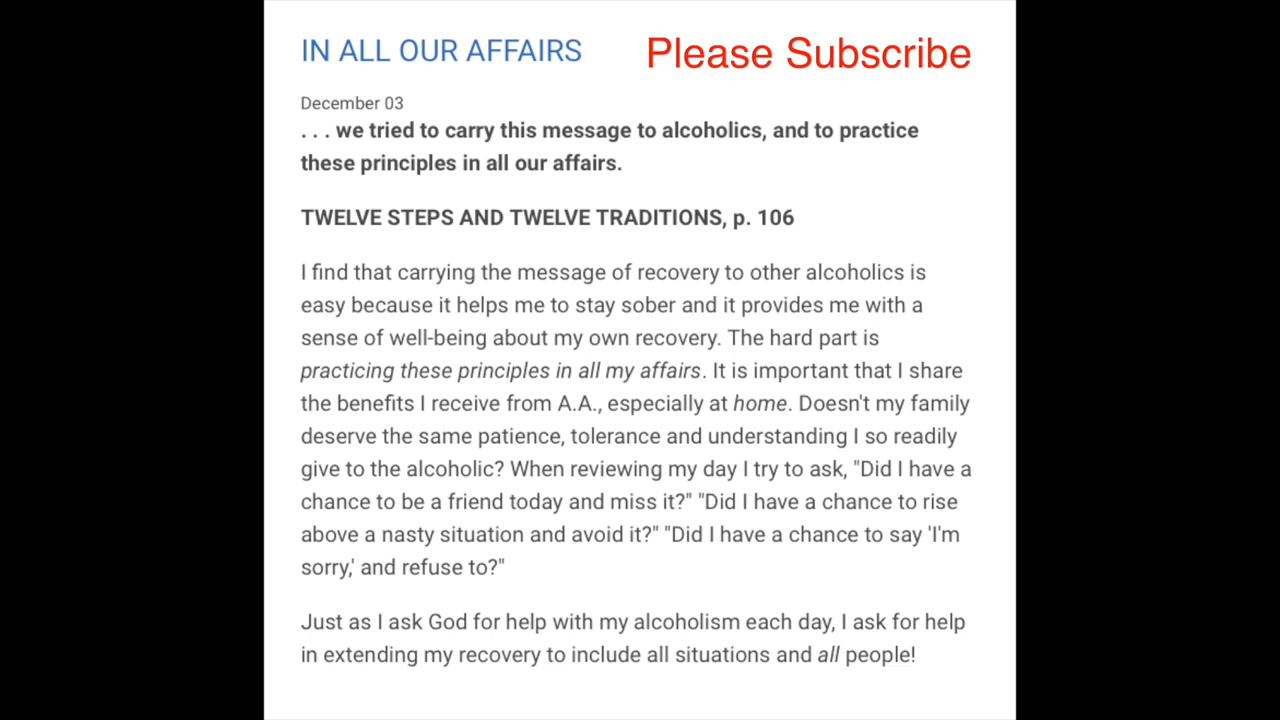 IN ALL OUR AFFAIRS
Please Subscribe
December 03
. . . we tried to carry this message to alcoholics, and to practice
these principles in all our affairs.
TWELVE STEPS AND TWELVE TRADITIONS, p. 106
I find that carrying the message of recovery to other alcoholics is
easy because it helps me to stay sober and it provides me with a
sense of well-being about my own recovery. The hard part is
practicing these principles in all my affairs. It is important that I share
the benefits I receive from A.A., especially at home. Doesn't my family
deserve the same patience, tolerance and understanding I so readily
give to the alcoholic? When reviewing my day I try to ask, "Did I have a
chance to be a friend today and miss it?" "Did I have a chance to rise
above a nasty situation and avoid it?" "Did I have a chance to say 'I'm
sorry,' and refuse to?"
Just as I ask God for help with my alcoholism each day, I ask for help
in extending my recovery to include all situations and all people!